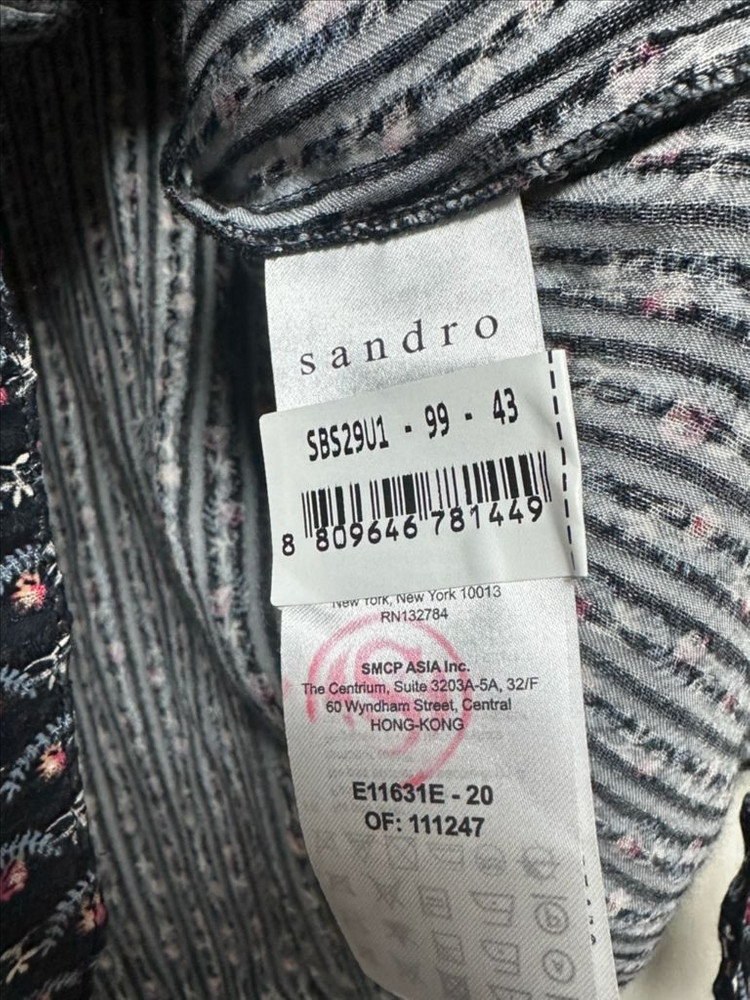 sandro
SBS29U1 - 99 - 43
8 809646 781449
New York, New York 10013
RN132784
SMCP ASIA Inc.
The Centrium, Suite 3203A-5A, 32/F
60 Wyndham Street, Central
HONG-KONG
E11631E - 20
OF: 111247